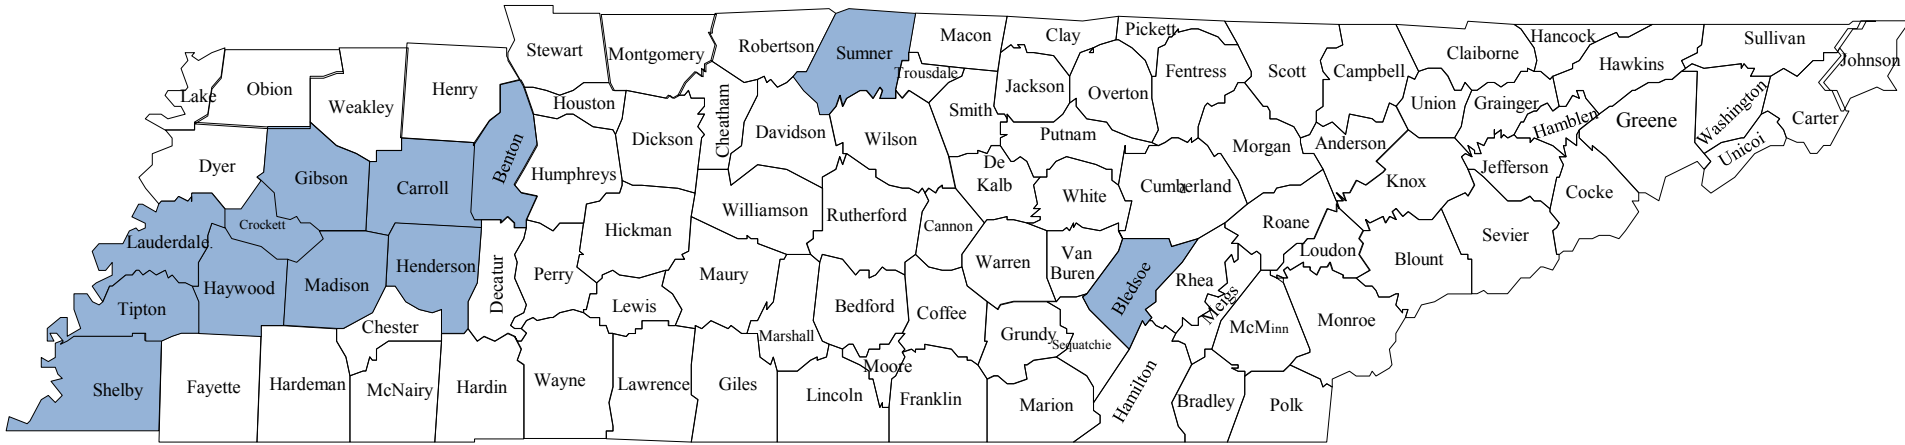 Lake
Obion
Weakley
Henry
Stewart
Montgomery
Robertson
Sumner
Macon
Clay
Pickett
Trousdale
Jackson
Overton
Fentress
Scott
Campbell
Claiborne
Hancock
Hawkins
Sullivan
Johnson
Houston
Dickson
Cheatham
Davidson
Wilson
Smith
Putnam
Morgan
Anderson
Union
Grainger
Hamblen
Greene
Washington
Unicoi
Carter
Dyer
Gibson
Carroll
Benton
Humphreys
Williamson
Rutherford
Cannon
De
Kalb
White
Cumberland
d
Roane
Knox
Jefferson
Cocke
Lauderdale.
Crockett
Haywood
Madison
Henderson
Decatur
Perry
Hickman
Lewis
Maury
Bedford
Coffee
Warren
Van
Buren
Bledsoe
Rhea
Meigs
Loudon
Blount
Sevier
Tipton
Chester
Marshall
Grundy
Sequatchie
McMinn
Monroe
Shelby
Fayette
Hardeman
McNairy
Hardin
Wayne
Lawrence
Giles
Lincoln
Moore
Franklin
Marion
Hamilton
Bradley
Polk